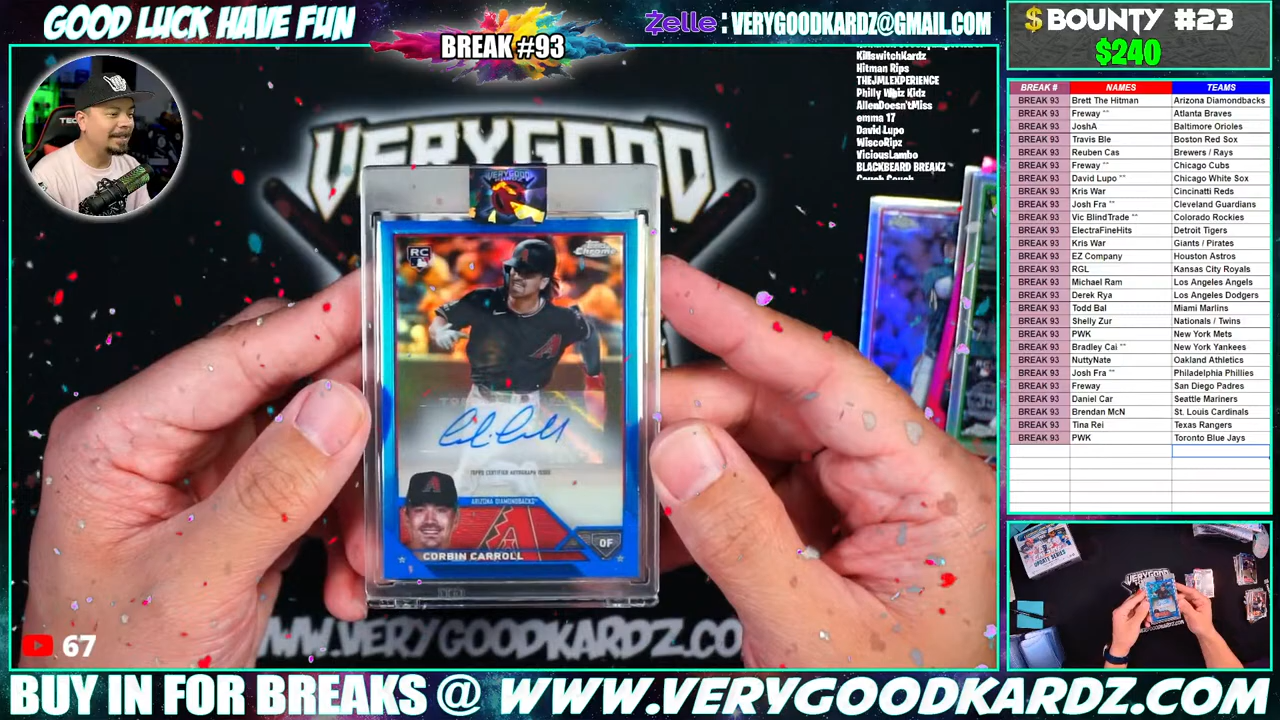 GOOD LUCK HAVE FUN
BREAK #93
Zelle : VERYGOODKARDZ@GMAIL.COM
$ BOUNTY #23
$240
KillswitchKardz
Hitman Rips
THEJMLEXPERIENCE
Philly Whiz Kidz
AllenDoesn'tMiss
emma 17
David Lupo
WiscoRipz
ViciousLambo
BLACKBEARD BREAKZ
VERYGOOD
VERYGOOD
RC
Topps
Chrome
TOPPS CERTIFIED AUTOGRAPH ISSUE
ARIZONA DIAMONDBACKS
CORBIN CARROLL
OF
WWW.VERYGOODKARDZ.CO
67
BREAK # NAMES TEAMS
BREAK 93 Brett The Hitman Arizona Diamondbacks
BREAK 93 Freway ** Atlanta Braves
BREAK 93 JoshA Baltimore Orioles
BREAK 93 Travis Ble Boston Red Sox
BREAK 93 Reuben Cas Brewers / Rays
BREAK 93 Freway ** Chicago Cubs
BREAK 93 David Lupo ** Chicago White Sox
BREAK 93 Kris War Cincinatti Reds
BREAK 93 Josh Fra ** Cleveland Guardians
BREAK 93 Vic BlindTrade ** Colorado Rockies
BREAK 93 ElectraFineHits Detroit Tigers
BREAK 93 Kris War Giants / Pirates
BREAK 93 EZ Company Houston Astros
BREAK 93 RGL Kansas City Royals
BREAK 93 Michael Ram Los Angeles Angels
BREAK 93 Derek Rya Los Angeles Dodgers
BREAK 93 Todd Bal Miami Marlins
BREAK 93 Shelly Zur Nationals / Twins
BREAK 93 PWK New York Mets
BREAK 93 Bradley Cai ** New York Yankees
BREAK 93 NuttyNate Oakland Athletics
BREAK 93 Josh Fra ** Philadelphia Phillies
BREAK 93 Freway San Diego Padres
BREAK 93 Daniel Car Seattle Mariners
BREAK 93 Brendan McN St. Louis Cardinals
BREAK 93 Tina Rei Texas Rangers
BREAK 93 PWK Toronto Blue Jays
UPDATE SERIES
VERYGOOD
BUY IN FOR BREAKS @ WWW.VERYGOODKARDZ.COM